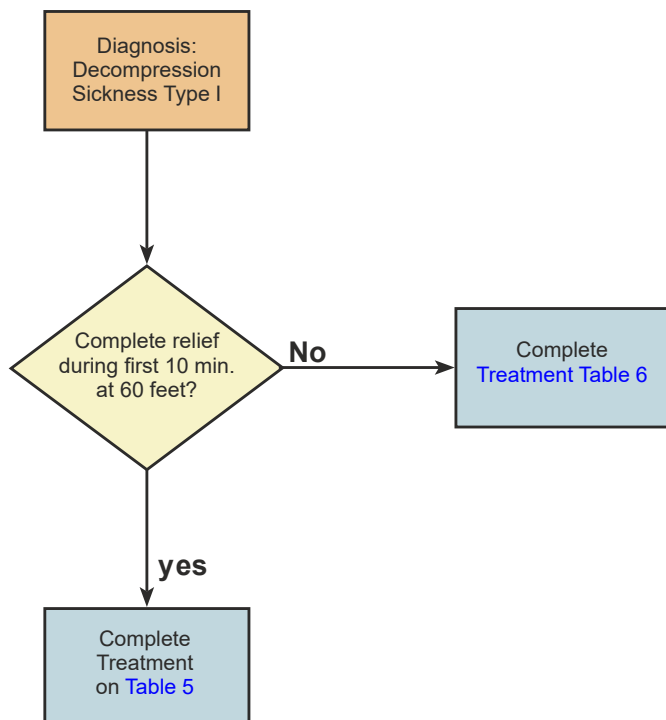 Diagnosis:
Decompression
Sickness Type I
Complete relief
during first 10 min.
at 60 feet?
No
Complete
Treatment Table 6
yes
Complete
Treatment
on Table 5